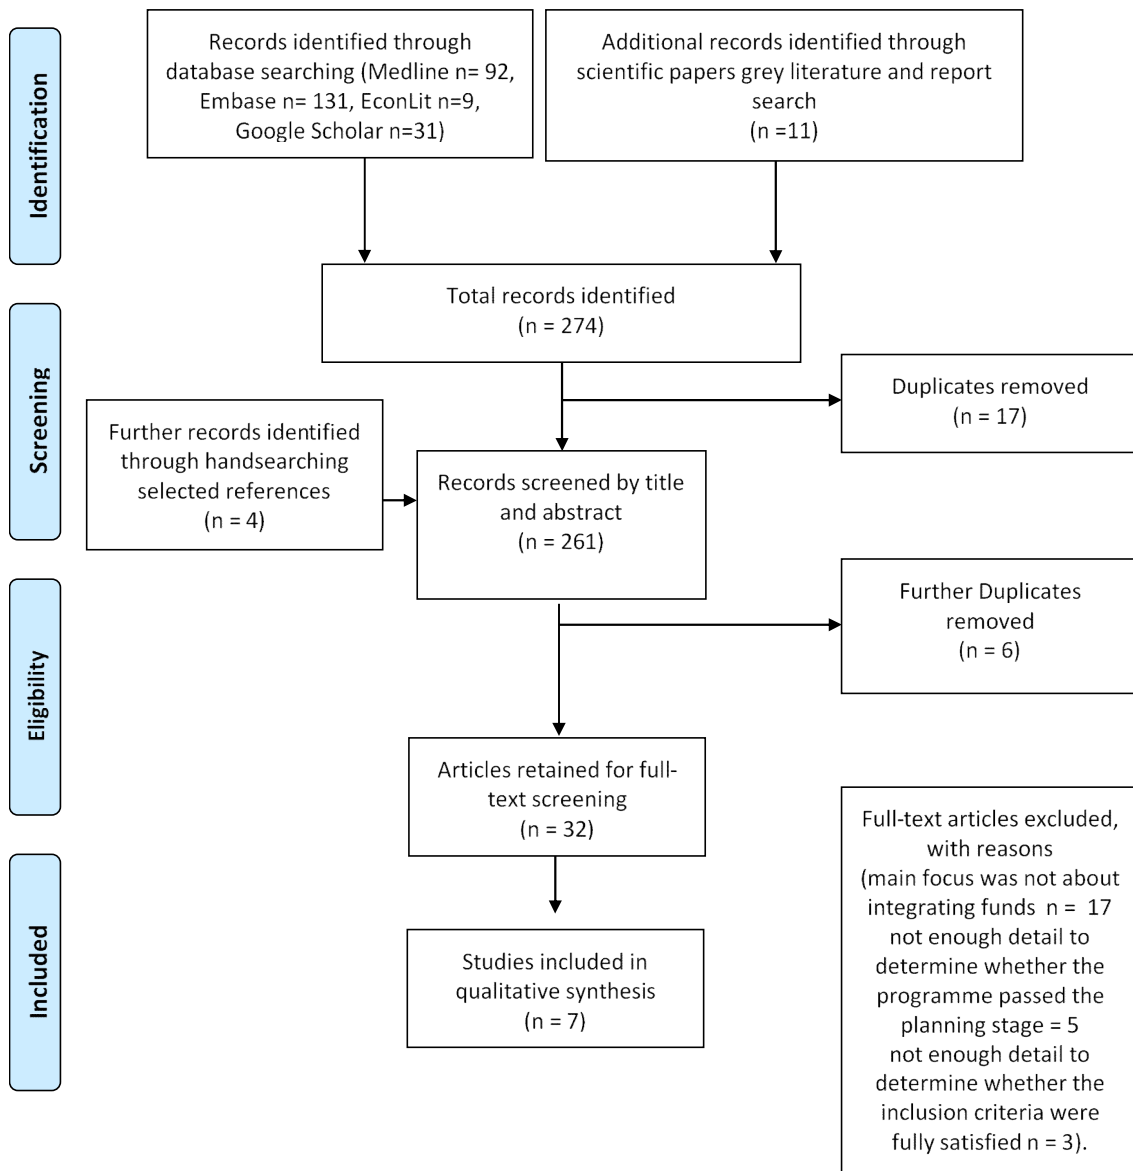 Identification
Records identified through
database searching (Medline n= 92,
Embase n= 131, EconLit n=9,
Google Scholar n=31)
Additional records identified through
scientific papers grey literature and report
search
(n =11)
Total records identified
(n = 274)
Screening
Duplicates removed
(n = 17)
Further records identified
through handsearching
selected references
(n = 4)
Records screened by title
and abstract
(n = 261)
Further Duplicates
removed
(n = 6)
Eligibility
Articles retained for full-
text screening
(n = 32)
Full-text articles excluded,
with reasons
(main focus was not about
integrating funds n = 17
not enough detail to
determine whether the
programme passed the
planning stage = 5
not enough detail to
determine whether the
inclusion criteria were
fully satisfied n = 3).
Included
Studies included in
qualitative synthesis
(n = 7)